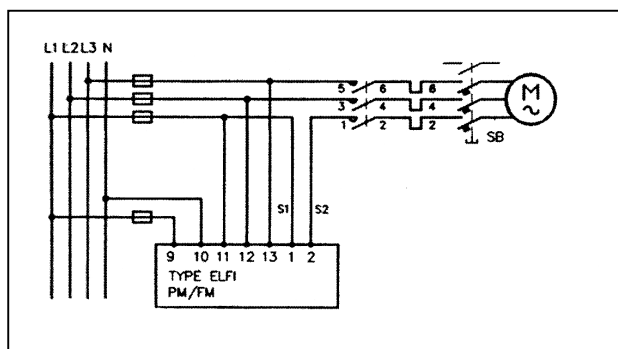 L1 L2 L3 N
5 6 6
3 4 4
1 2 2
M
~
SB
S1 S2
9 10 11 12 13 1 2
TYPE ELFI
PM/FM